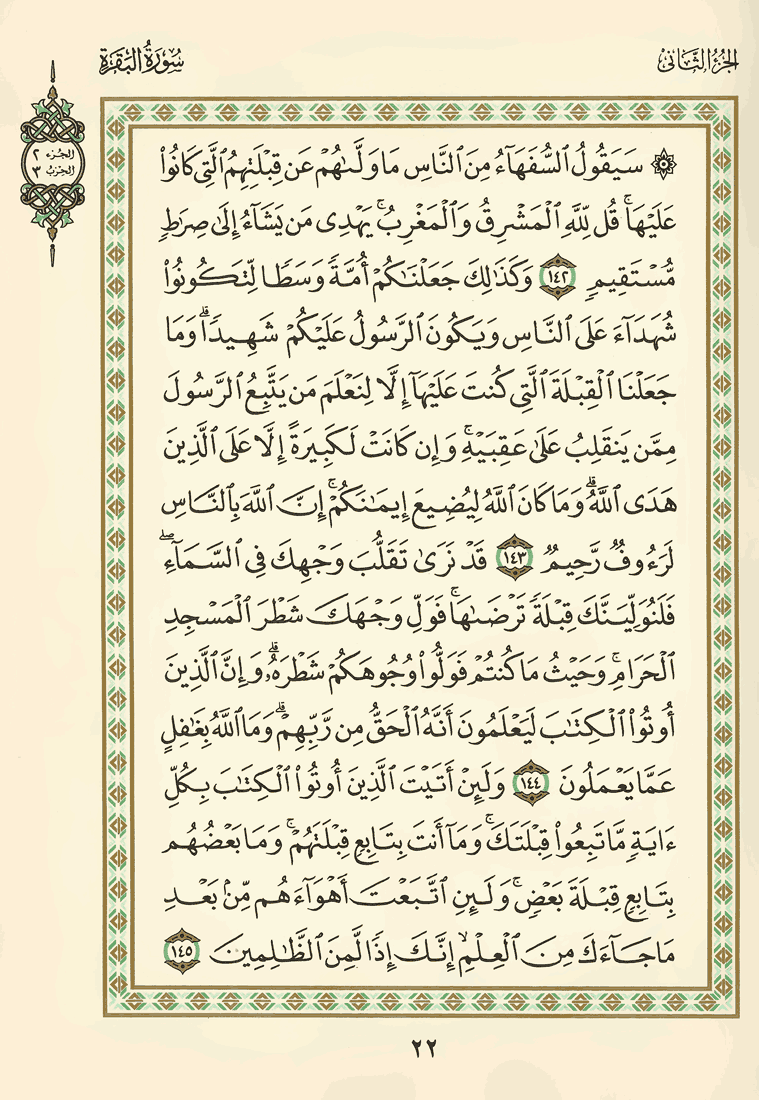 الجزء الثاني
سورة البقرة
الجزء ٢
الحزب ٣
۞ سَيَقُولُ ٱلسُّفَهَآءُ مِنَ ٱلنَّاسِ مَا وَلَّىٰهُمْ عَن قِبْلَتِهِمُ ٱلَّتِى كَانُوا۟
عَلَيْهَا ۚ قُل لِّلَّهِ ٱلْمَشْرِقُ وَٱلْمَغْرِبُ ۚ يَهْدِى مَن يَشَآءُ إِلَىٰ صِرَٰطٍ
مُّسْتَقِيمٍ ١٤٢ وَكَذَٰلِكَ جَعَلْنَٰكُمْ أُمَّةً وَسَطًا لِّتَكُونُوا۟
شُهَدَآءَ عَلَى ٱلنَّاسِ وَيَكُونَ ٱلرَّسُولُ عَلَيْكُمْ شَهِيدًا ۗ وَمَا
جَعَلْنَا ٱلْقِبْلَةَ ٱلَّتِى كُنتَ عَلَيْهَآ إِلَّا لِنَعْلَمَ مَن يَتَّبِعُ ٱلرَّسُولَ
مِمَّن يَنقَلِبُ عَلَىٰ عَقِبَيْهِ ۚ وَإِن كَانَتْ لَكَبِيرَةً إِلَّا عَلَى ٱلَّذِينَ
هَدَى ٱللَّهُ ۗ وَمَا كَانَ ٱللَّهُ لِيُضِيعَ إِيمَٰنَكُمْ ۚ إِنَّ ٱللَّهَ بِٱلنَّاسِ
لَرَءُوفٌ رَّحِيمٌ ١٤٣ قَدْ نَرَىٰ تَقَلُّبَ وَجْهِكَ فِى ٱلسَّمَآءِ ۖ
فَلَنُوَلِّيَنَّكَ قِبْلَةً تَرْضَىٰهَا ۚ فَوَلِّ وَجْهَكَ شَطْرَ ٱلْمَسْجِدِ
ٱلْحَرَامِ ۚ وَحَيْثُ مَا كُنتُمْ فَوَلُّوا۟ وُجُوهَكُمْ شَطْرَهُۥ ۗ وَإِنَّ ٱلَّذِينَ
أُوتُوا۟ ٱلْكِتَٰبَ لَيَعْلَمُونَ أَنَّهُ ٱلْحَقُّ مِن رَّبِّهِمْ ۗ وَمَا ٱللَّهُ بِغَٰفِلٍ
عَمَّا يَعْمَلُونَ ١٤٤ وَلَئِنْ أَتَيْتَ ٱلَّذِينَ أُوتُوا۟ ٱلْكِتَٰبَ بِكُلِّ
ءَايَةٍ مَّا تَبِعُوا۟ قِبْلَتَكَ ۚ وَمَآ أَنتَ بِتَابِعٍ قِبْلَتَهُمْ ۚ وَمَا بَعْضُهُم
بِتَابِعٍ قِبْلَةَ بَعْضٍ ۚ وَلَئِنِ ٱتَّبَعْتَ أَهْوَآءَهُم مِّنۢ بَعْدِ
مَا جَآءَكَ مِنَ ٱلْعِلْمِ ۙ إِنَّكَ إِذًا لَّمِنَ ٱلظَّٰلِمِينَ ١٤٥
٢٢